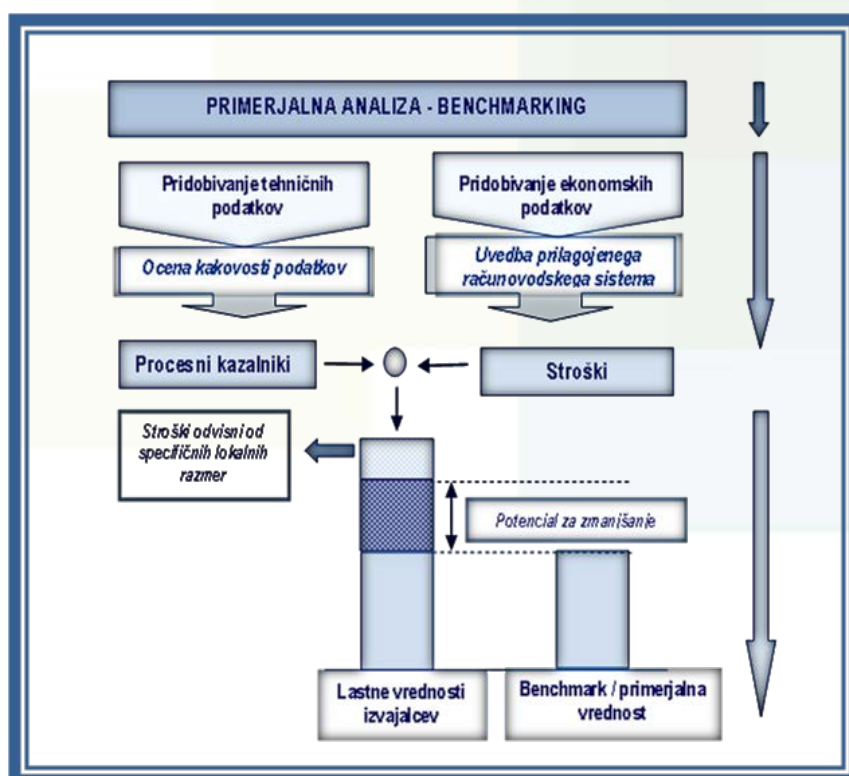 PRIMERJALNA ANALIZA - BENCHMARKING
Pridobivanje tehničnih
podatkov
Ocena kakovosti podatkov
Pridobivanje ekonomskih
podatkov
Uvedba prilagojenega
računovodskega sistema
Procesni kazalniki
Stroški
Stroški odvisni od
specifičnih lokalnih
razmer
Potencial za zmanjšanje
Lastne vrednosti
izvajalcev
Benchmark / primerjalna
vrednost